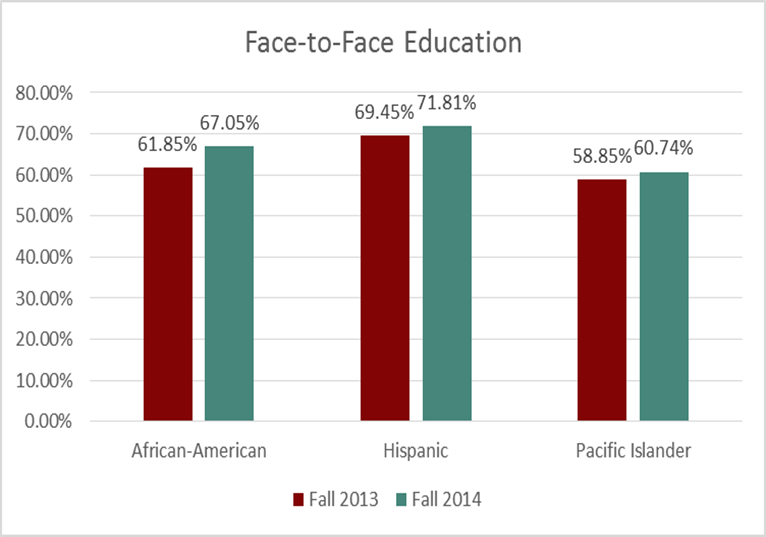 Face-to-Face Education
80.00%
70.00%
60.00%
50.00%
40.00%
30.00%
20.00%
10.00%
0.00%
61.85%
67.05%
69.45%
71.81%
58.85%
60.74%
African-American
Hispanic
Pacific Islander
Fall 2013
Fall 2014